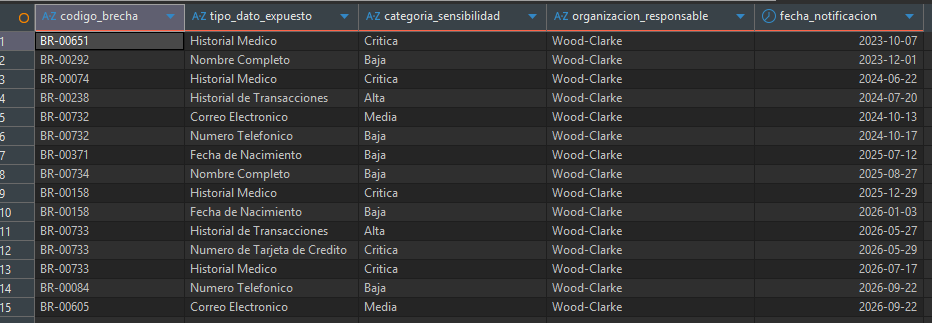 A-Z codigo_brecha A-Z tipo_dato_expuesto A-Z categoria_sensibilidad A-Z organizacion_responsable fecha_notificacion
1 BR-00651 Historial Medico Critica Wood-Clarke 2023-10-07
2 BR-00292 Nombre Completo Baja Wood-Clarke 2023-12-01
3 BR-00074 Historial Medico Critica Wood-Clarke 2024-06-22
4 BR-00238 Historial de Transacciones Alta Wood-Clarke 2024-07-20
5 BR-00732 Correo Electronico Media Wood-Clarke 2024-10-13
6 BR-00732 Numero Telefonico Baja Wood-Clarke 2024-10-17
7 BR-00371 Fecha de Nacimiento Baja Wood-Clarke 2025-07-12
8 BR-00734 Nombre Completo Baja Wood-Clarke 2025-08-27
9 BR-00158 Historial Medico Critica Wood-Clarke 2025-12-29
10 BR-00158 Fecha de Nacimiento Baja Wood-Clarke 2026-01-03
11 BR-00733 Historial de Transacciones Alta Wood-Clarke 2026-05-27
12 BR-00733 Numero de Tarjeta de Credito Critica Wood-Clarke 2026-05-29
13 BR-00733 Historial Medico Critica Wood-Clarke 2026-07-17
14 BR-00084 Numero Telefonico Baja Wood-Clarke 2026-09-22
15 BR-00605 Correo Electronico Media Wood-Clarke 2026-09-22